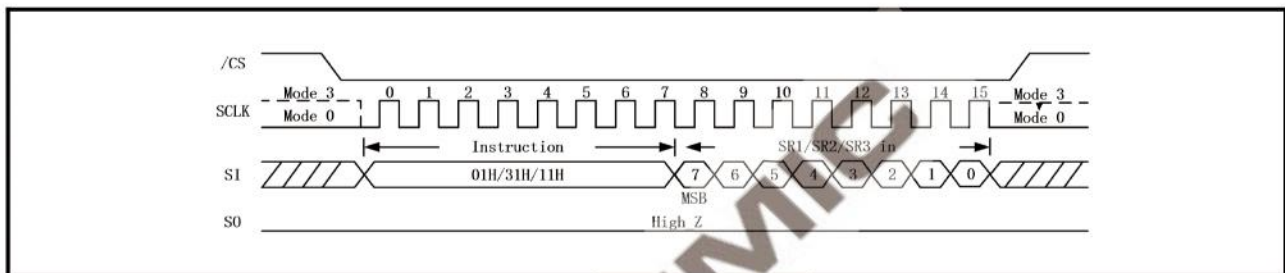 /CS
Mode 3 0 1 2 3 4 5 6 7 8 9 10 11 12 13 14 15 Mode 3
SCLK
Mode 0 Mode 0
Instruction SR1/SR2/SR3 in
SI 01H/31H/11H 7 6 5 4 3 2 1 0
MSB
SO High_Z
MIC